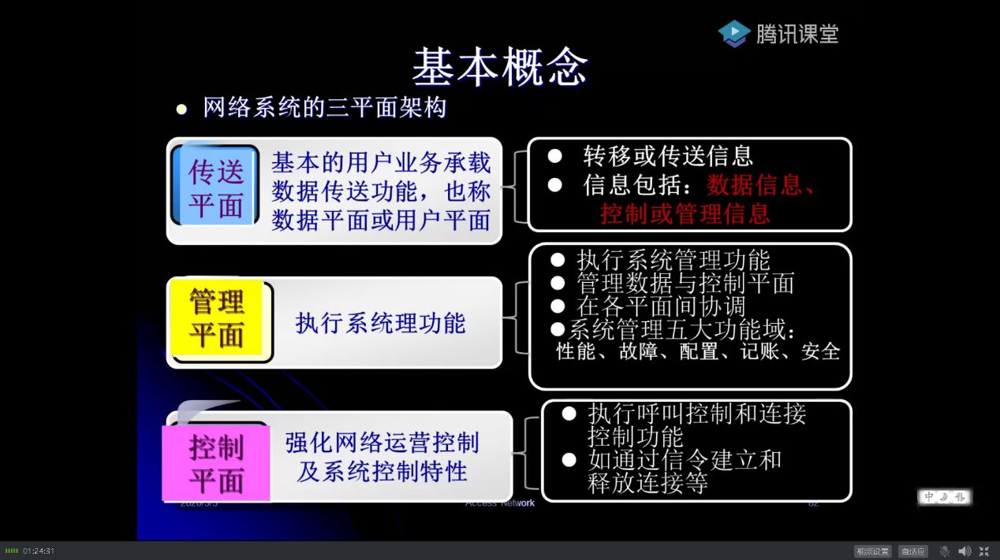 腾讯课堂
基本概念
网络系统的三平面架构
传送
平面
基本的用户业务承载
数据传送功能，也称
数据平面或用户平面
转移或传送信息
信息包括：数据信息、
控制或管理信息
管理
平面
执行系统理功能
执行系统管理功能
管理数据与控制平面
在各平面间协调
系统管理五大功能域：
性能、故障、配置、记账、安全
控制
平面
强化网络运营控制
及系统控制特性
执行呼叫控制和连接
控制功能
如通过信令建立和
释放连接等
2020/3/3
Access Network
62
中
01:24:31
视频设置
自适应